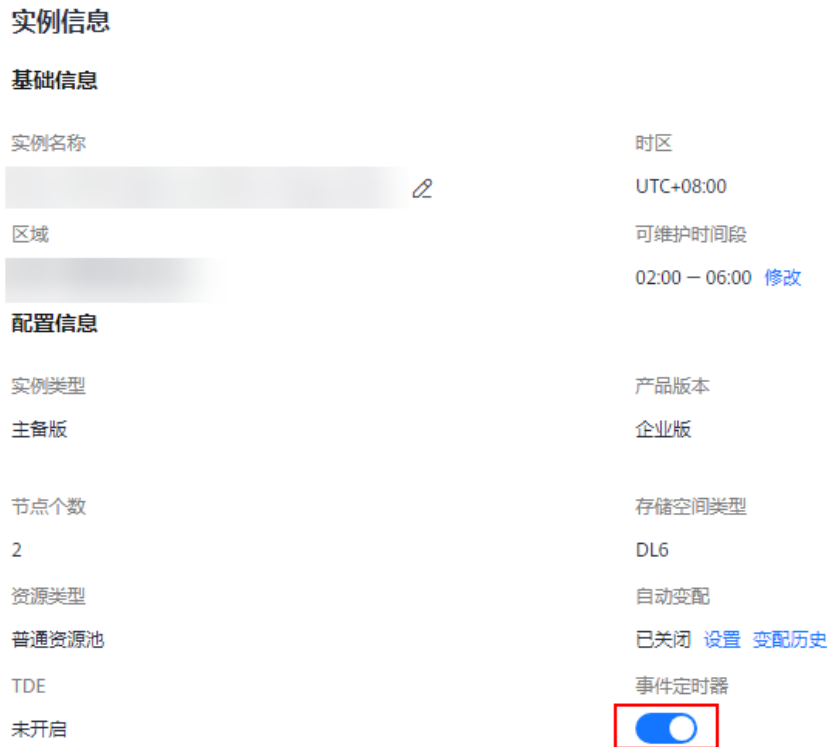 实例信息
基础信息
实例名称
时区
UTC+08:00
区域
可维护时间段
02:00 — 06:00 修改
配置信息
实例类型
产品版本
主备版
企业版
节点个数
存储空间类型
2
DL6
资源类型
自动变配
普通资源池
已关闭 设置 变配历史
TDE
事件定时器
未开启